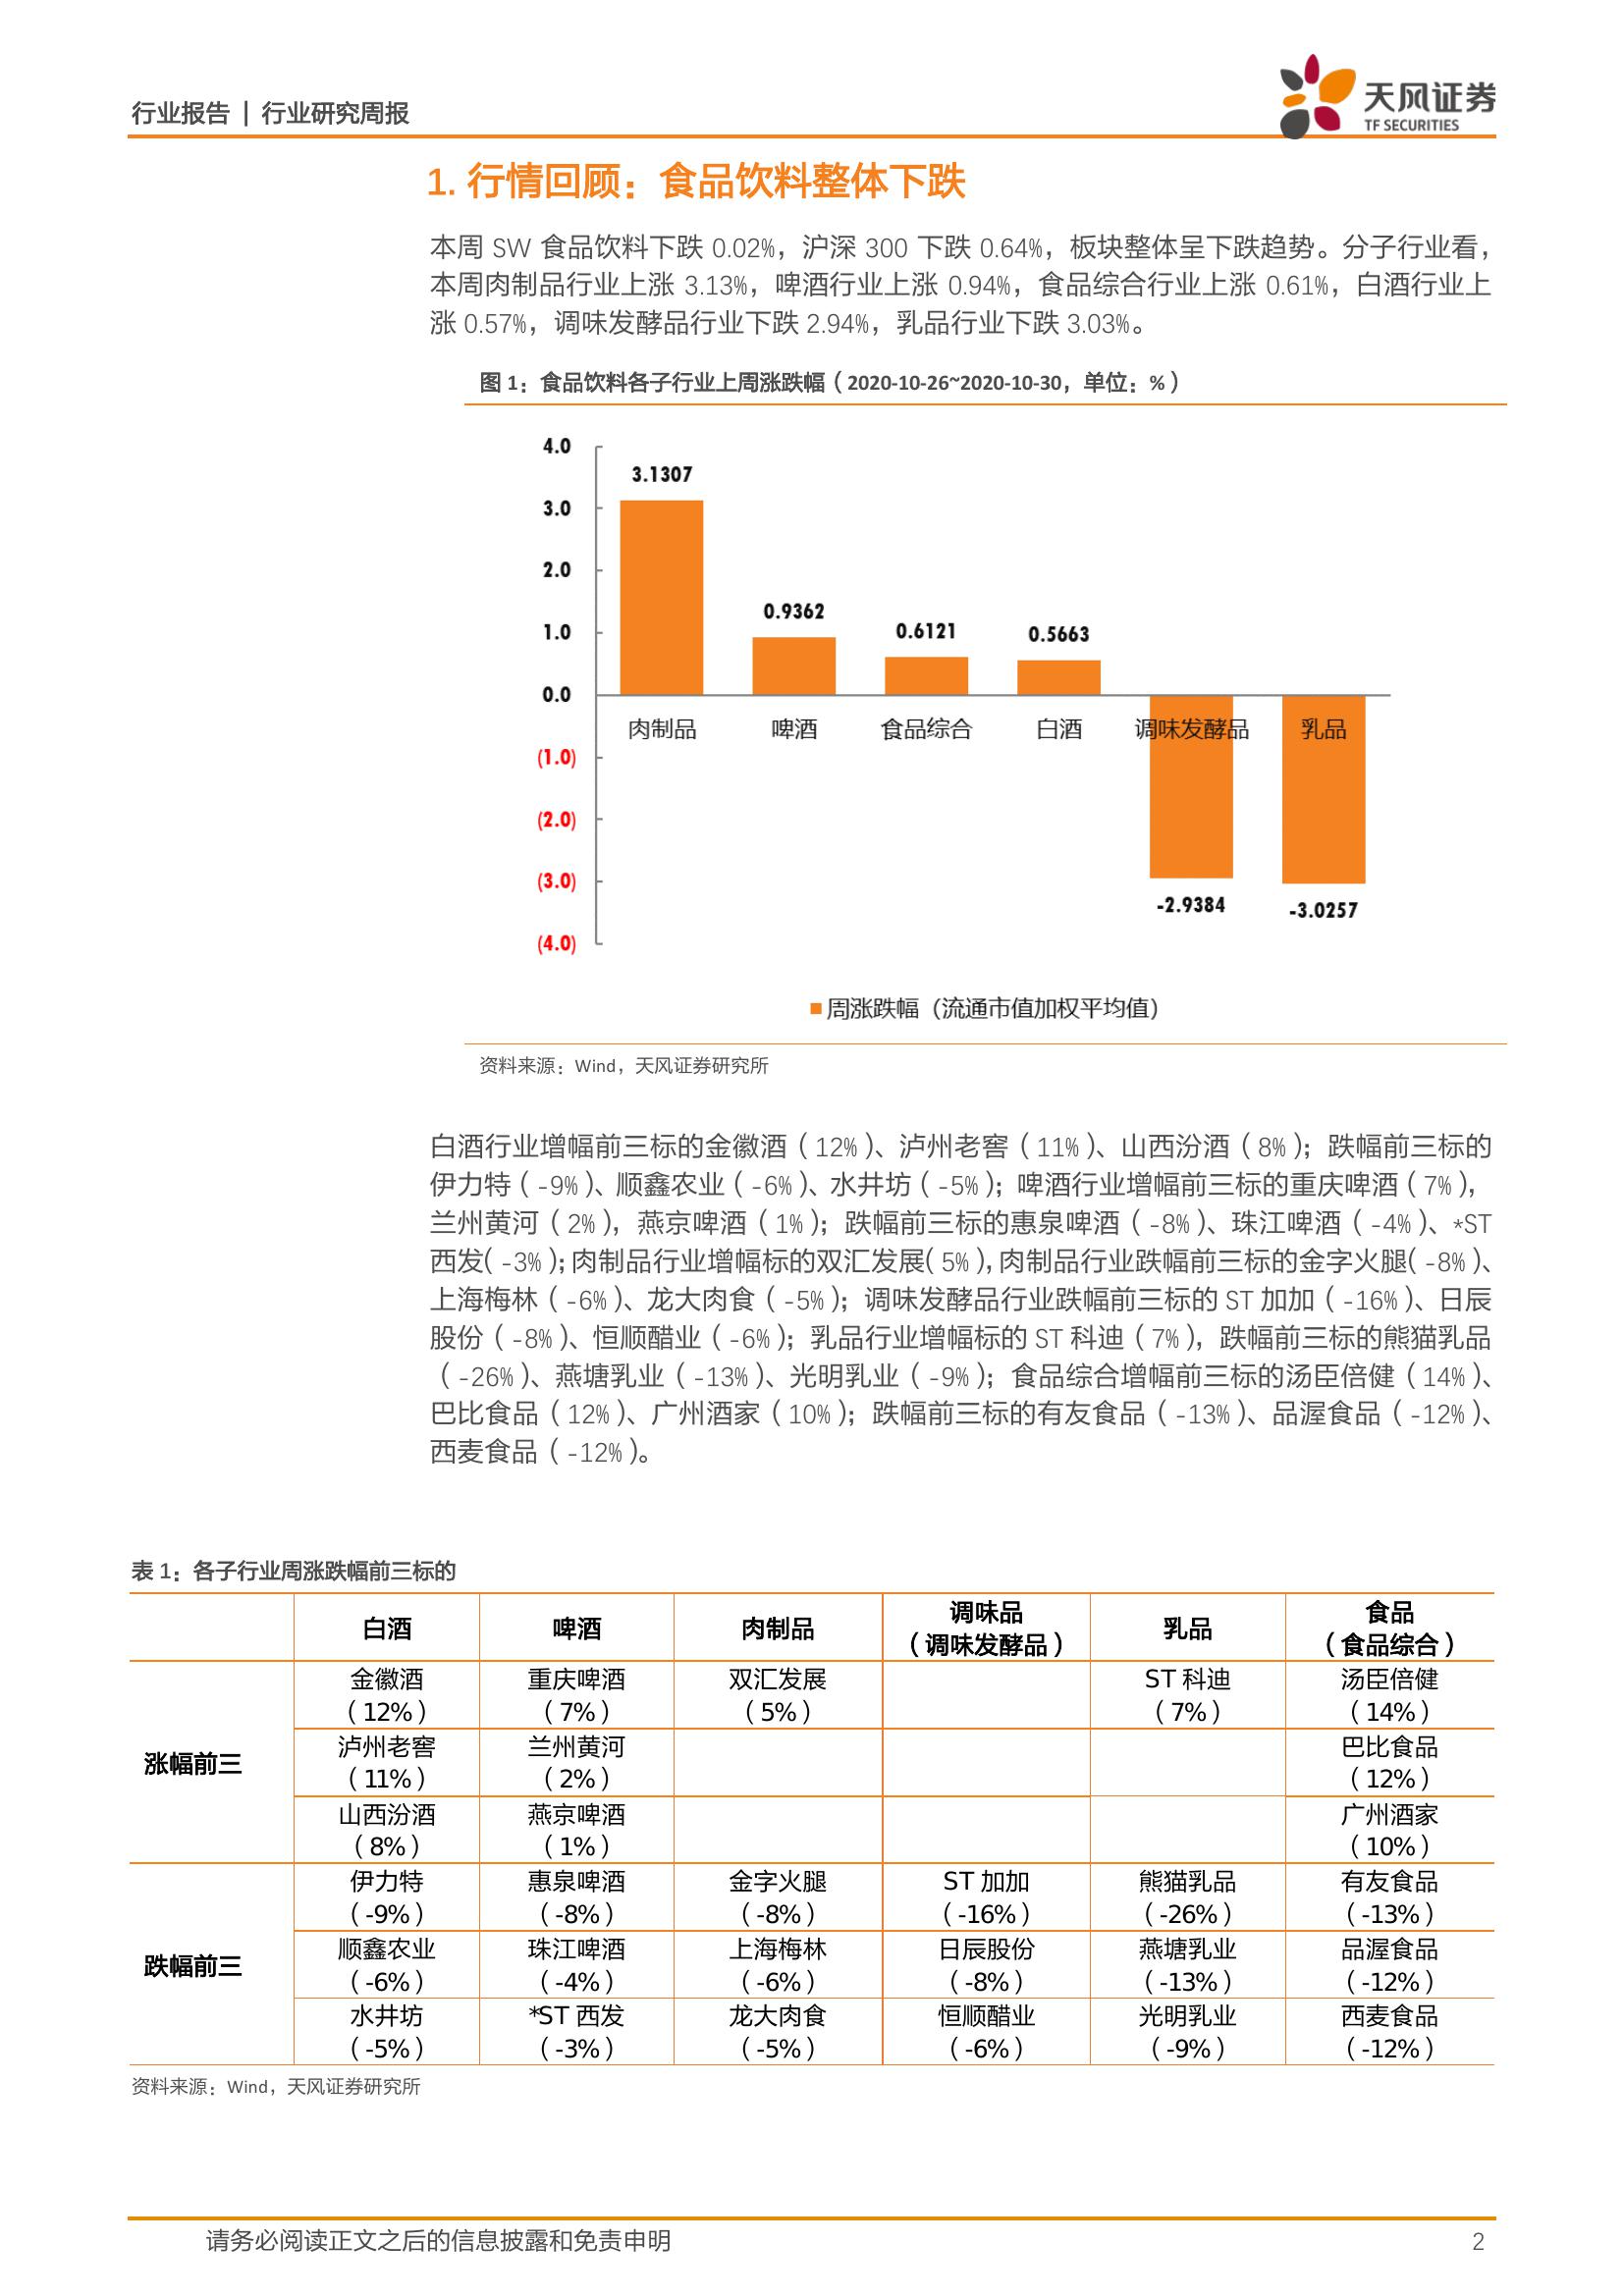 行业报告 | 行业研究周报
天风证券
TF SECURITIES
1. 行情回顾：食品饮料整体下跌
本周 SW 食品饮料下跌 0.02%，沪深 300 下跌 0.64%，板块整体呈下跌趋势。分子行业看，
本周肉制品行业上涨 3.13%，啤酒行业上涨 0.94%，食品综合行业上涨 0.61%，白酒行业上
涨 0.57%，调味发酵品行业下跌 2.94%，乳品行业下跌 3.03%。
图 1：食品饮料各子行业上周涨跌幅（2020-10-26~2020-10-30，单位：%）
4.0
3.0
2.0
1.0
0.0
(1.0)
(2.0)
(3.0)
(4.0)
3.1307
0.9362
0.6121
0.5663
-2.9384
-3.0257
肉制品
啤酒
食品综合
白酒
调味发酵品
乳品
周涨跌幅（流通市值加权平均值）
资料来源：Wind，天风证券研究所
白酒行业增幅前三标的金徽酒（12%）、泸州老窖（11%）、山西汾酒（8%）；跌幅前三标的
伊力特（-9%）、顺鑫农业（-6%）、水井坊（-5%）；啤酒行业增幅前三标的重庆啤酒（7%），
兰州黄河（2%），燕京啤酒（1%）；跌幅前三标的惠泉啤酒（-8%）、珠江啤酒（-4%）、*ST
西发（-3%）；肉制品行业增幅标的双汇发展（5%），肉制品行业跌幅前三标的金字火腿（-8%）、
上海梅林（-6%）、龙大肉食（-5%）；调味发酵品行业跌幅前三标的 ST 加加（-16%）、日辰
股份（-8%）、恒顺醋业（-6%）；乳品行业增幅标的 ST 科迪（7%），跌幅前三标的熊猫乳品
（-26%）、燕塘乳业（-13%）、光明乳业（-9%）；食品综合增幅前三标的汤臣倍健（14%）、
巴比食品（12%）、广州酒家（10%）；跌幅前三标的有友食品（-13%）、品渥食品（-12%）、
西麦食品（-12%）。
表 1：各子行业周涨跌幅前三标的
白酒 啤酒 肉制品 调味品 乳品 食品
（调味发酵品） （食品综合）
涨幅前三
金徽酒 重庆啤酒 双汇发展 ST 科迪 汤臣倍健
（12%） （7%） （5%） （7%） （14%）
泸州老窖 兰州黄河 巴比食品
（11%） （2%） （12%）
山西汾酒 燕京啤酒 广州酒家
（8%） （1%） （10%）
跌幅前三
伊力特 惠泉啤酒 金字火腿 ST 加加 熊猫乳品 有友食品
（-9%） （-8%） （-8%） （-16%） （-26%） （-13%）
顺鑫农业 珠江啤酒 上海梅林 日辰股份 燕塘乳业 品渥食品
（-6%） （-4%） （-6%） （-8%） （-13%） （-12%）
水井坊 *ST 西发 龙大肉食 恒顺醋业 光明乳业 西麦食品
（-5%） （-3%） （-5%） （-6%） （-9%） （-12%）
资料来源：Wind，天风证券研究所
请务必阅读正文之后的信息披露和免责申明
2